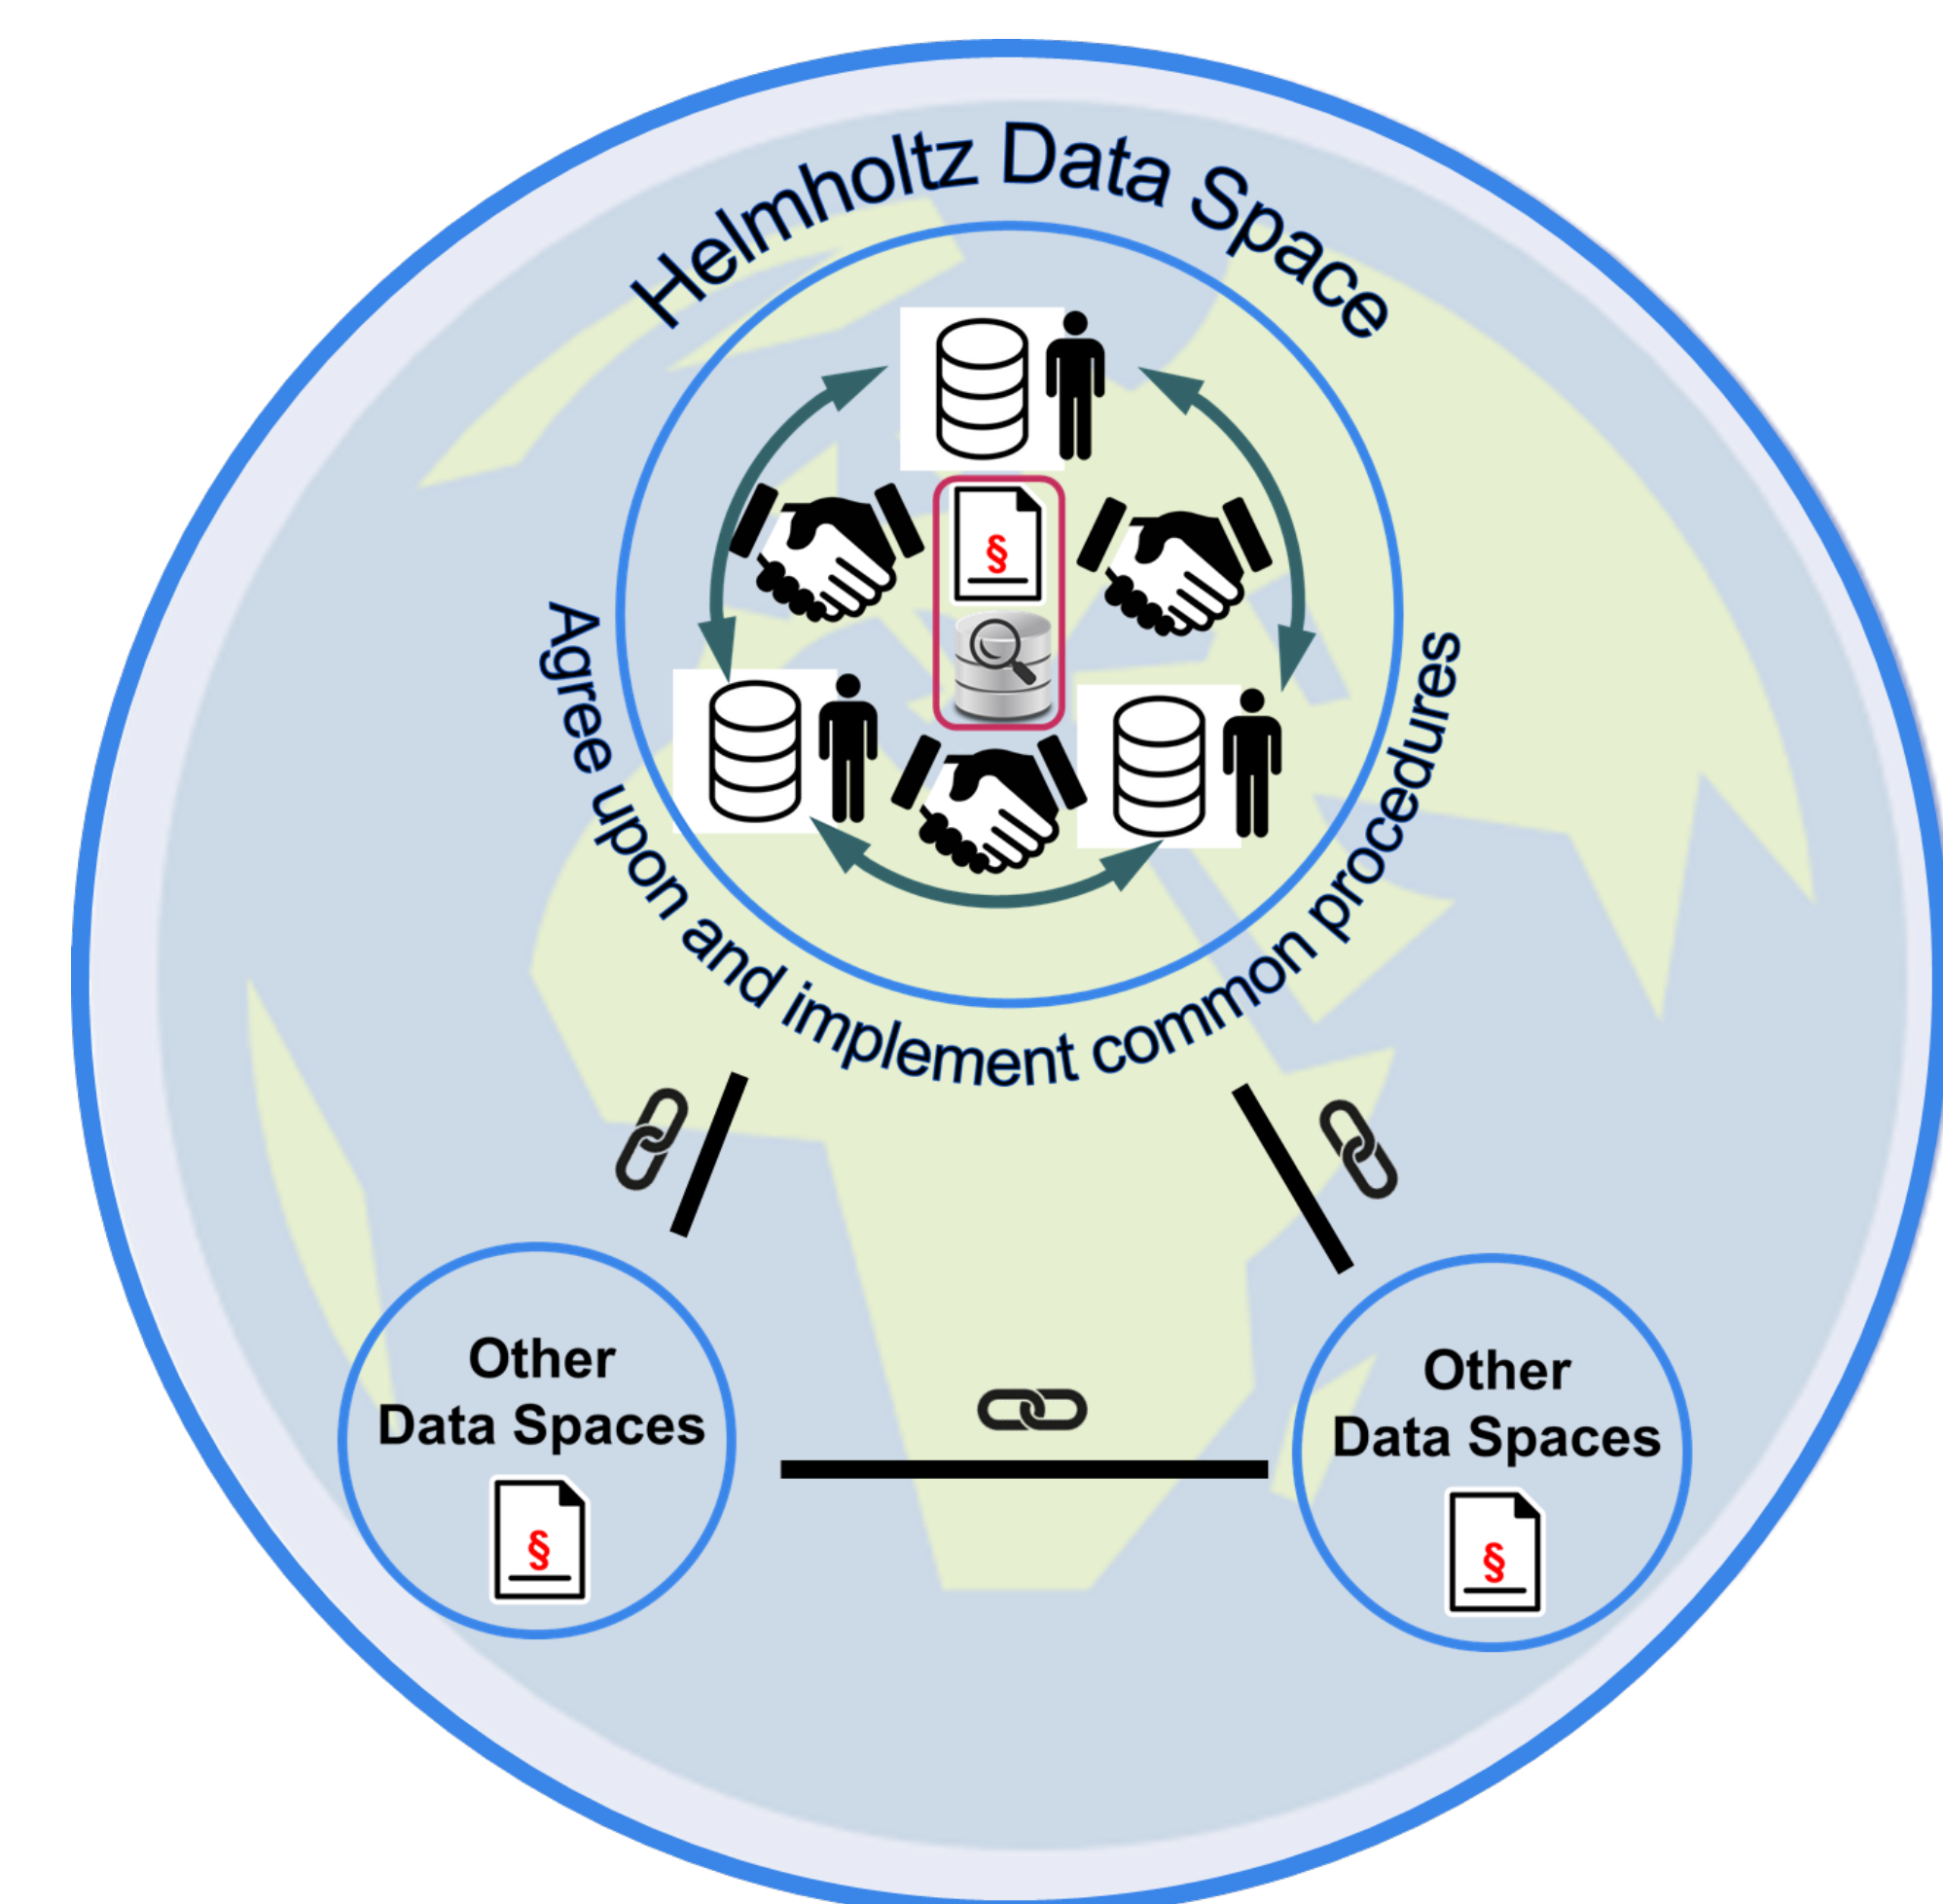 Helmholtz Data Space
§
Agree upon and implement common procedures
Other
Data Spaces
§
Other
Data Spaces
§